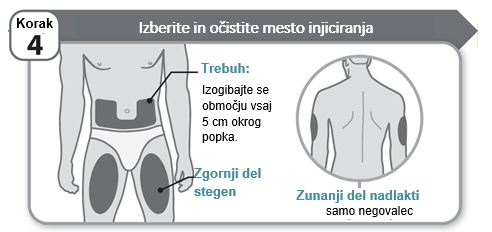 Korak
4
Izberite in očistite mesto injiciranja
Trebuh:
Izogibajte se
območju vsaj
5 cm okrog
popka.
Zgornji del
stegen
Zunanji del nadlakti
samo negovalec